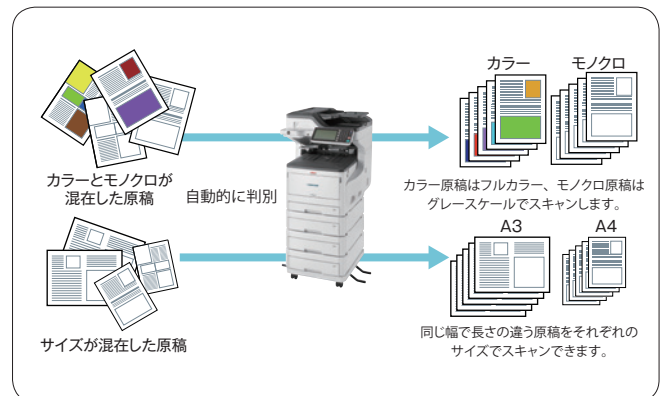 カラーとモノクロが
混在した原稿
自動的に判別
カラー
モノクロ
カラー原稿はフルカラー、モノクロ原稿は
グレースケールでスキャンします。
サイズが混在した原稿
A3
A4
同じ幅で長さの違う原稿をそれぞれの
サイズでスキャンできます。